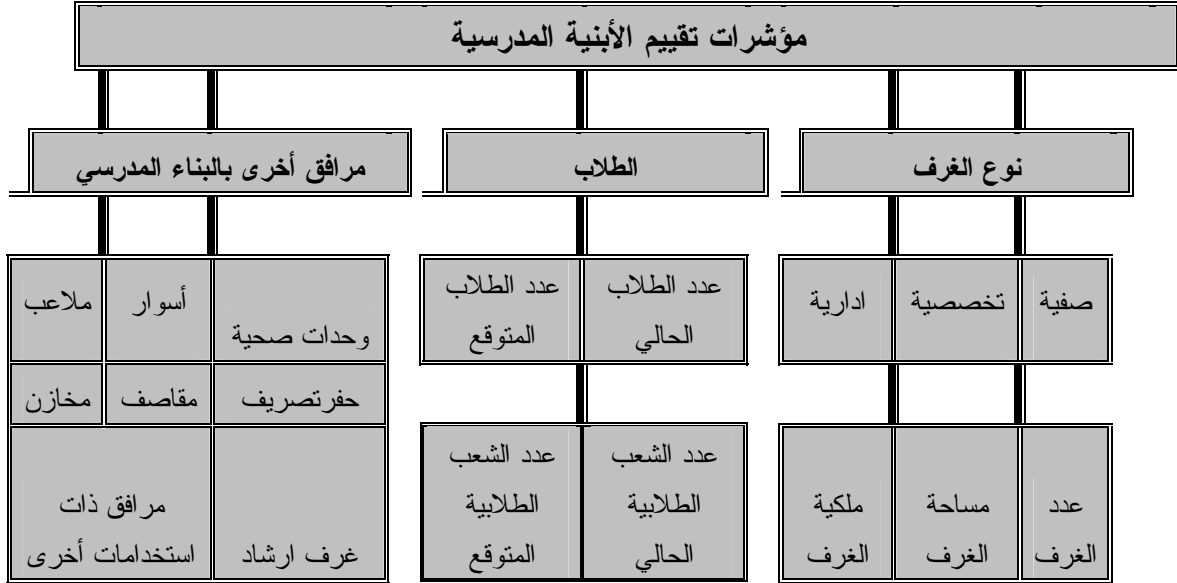 مؤشرات تقييم الأبنية المدرسية
نوع الغرف
الطلاب
مرافق أخرى بالبناء المدرسي
صفية
تخصصية
ادارية
عدد الطلاب
الحالي
عدد الطلاب
المتوقع
وحدات صحية
أسوار
ملاعب
حفرتصريف
مقاصف
مخازن
عدد
الغرف
مساحة
الغرف
ملكية
الغرف
عدد الشعب
الطلابية
الحالي
عدد الشعب
الطلابية
المتوقع
غرف ارشاد
مرافق ذات
استخدامات أخرى